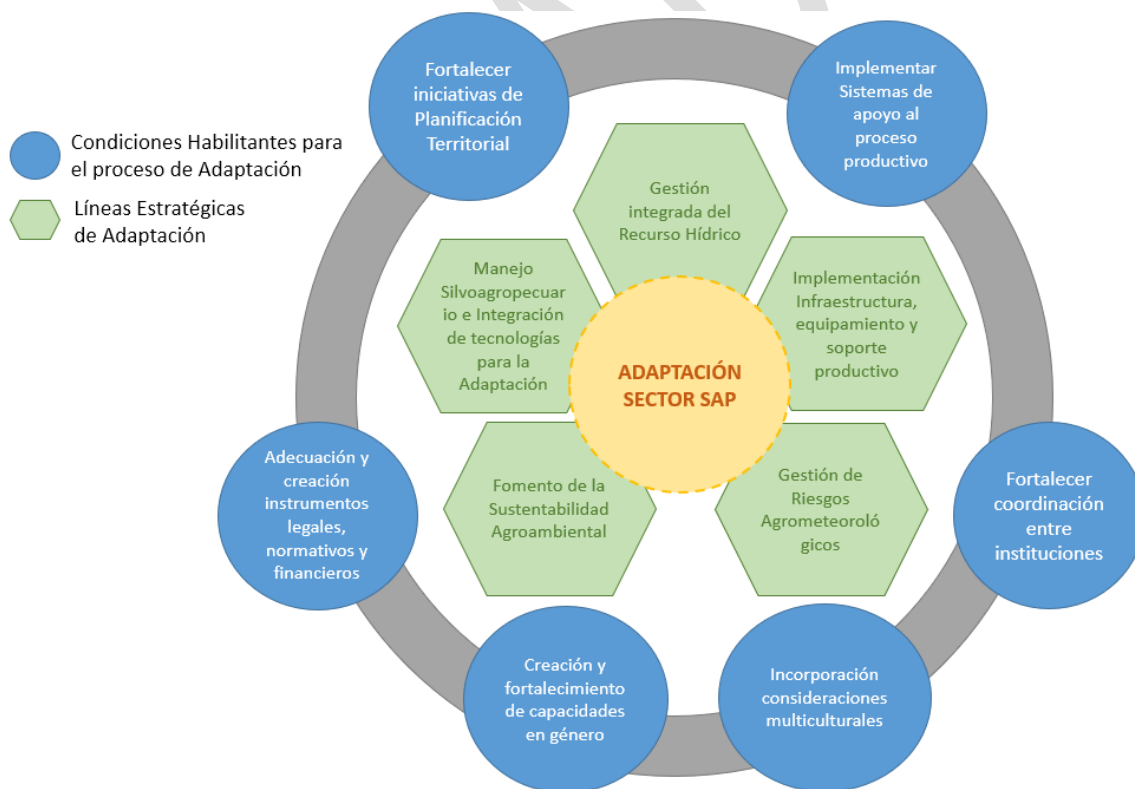 Condiciones Habilitantes para
el proceso de Adaptación
Líneas Estratégicas
de Adaptación
Fortalecer
iniciativas de
Planificación
Territorial
Implementar
Sistemas de
apoyo al
proceso
productivo
Gestión
integrada del
Recurso Hídrico
Manejo
Silvoagropecuar
io e Integración
de tecnologías
para la
Adaptación
Implementación
Infraestructura,
equipamiento y
soporte
productivo
ADAPTACIÓN
SECTOR SAP
Adecuación y
creación
instrumentos
legales,
normativos y
financieros
Fomento de la
Sustentabilidad
Agroambiental
Gestión de
Riesgos
Agrometeoroló
gicos
Fortalecer
coordinación
entre
instituciones
Creación y
fortalecimiento
de capacidades
en género
Incorporación
consideraciones
multiculturales